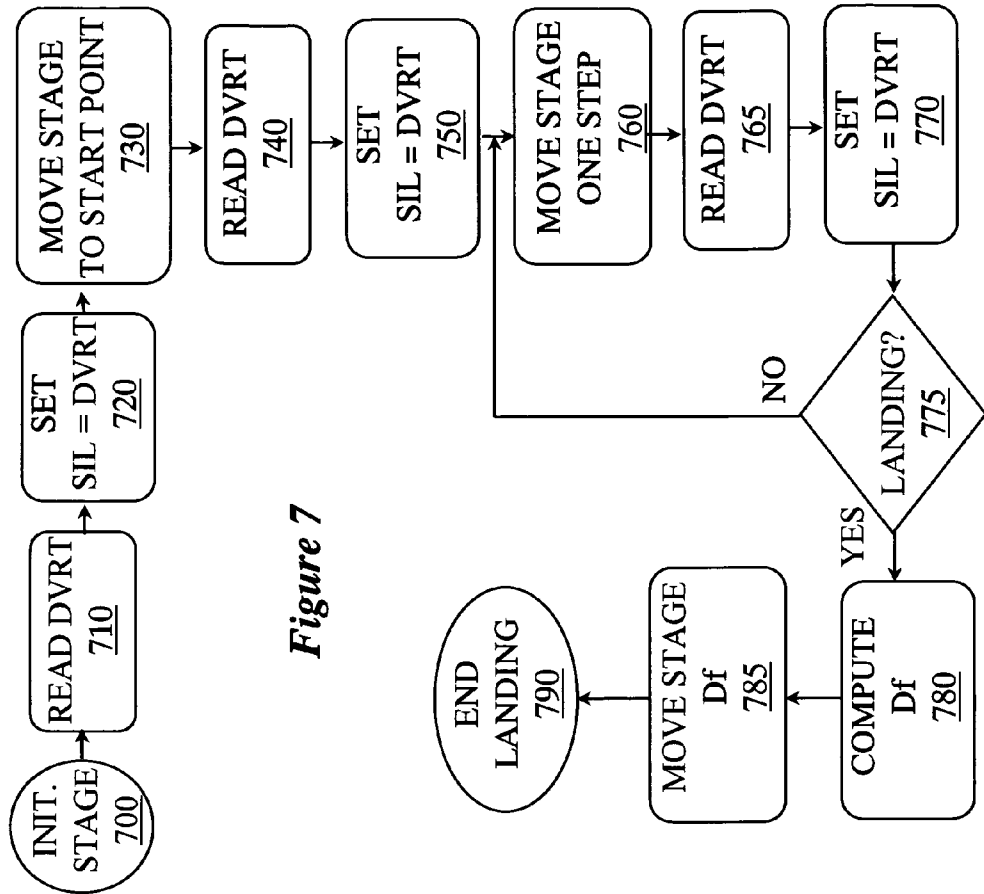 INIT.
STAGE
700
READ DVRT
710
SET
SIL = DVRT
720
MOVE STAGE
TO START POINT
730
READ DVRT
740
SET
SIL = DVRT
750
MOVE STAGE
ONE STEP
760
READ DVRT
765
SET
SIL = DVRT
770
LANDING?
775
NO
YES
COMPUTE
Df
780
MOVE STAGE
Df
785
END
LANDING
790
Figure 7